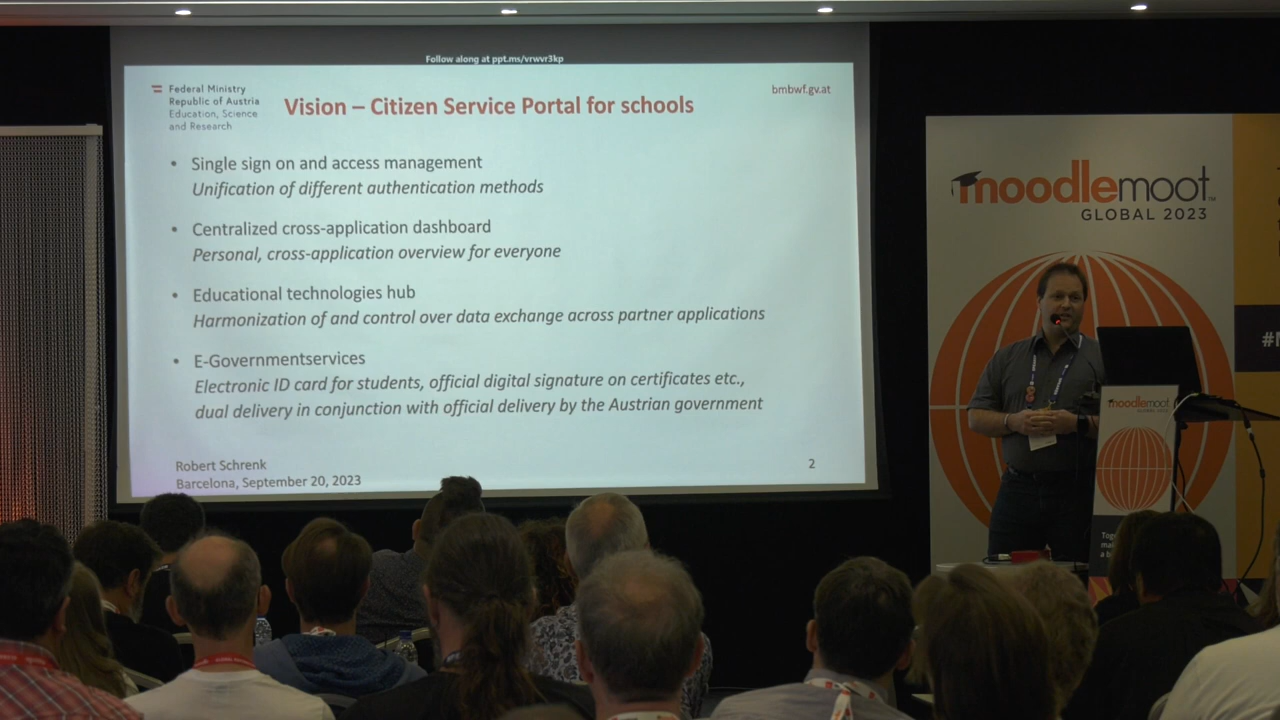 Follow along at ppt.ms/vrwvr3kp
Federal Ministry
Republic of Austria
Education, Science
and Research
bmbwf.gv.at
Vision – Citizen Service Portal for schools
• Single sign on and access management
Unification of different authentication methods
• Centralized cross-application dashboard
Personal, cross-application overview for everyone
• Educational technologies hub
Harmonization of and control over data exchange across partner applications
• E-Governmentservices
Electronic ID card for students, official digital signature on certificates etc.,
dual delivery in conjunction with official delivery by the Austrian government
Robert Schrenk
Barcelona, September 20, 2023
2
moodlemoot™
GLOBAL 2023
moodlemoot